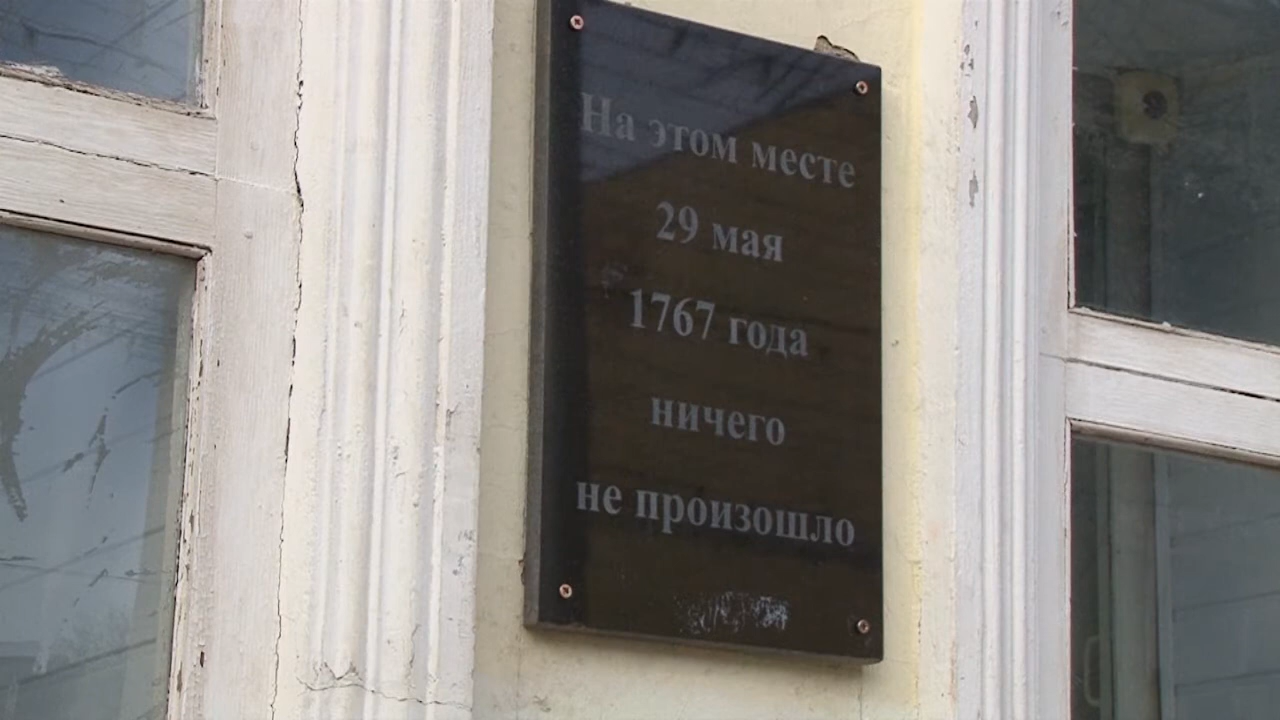 На этом месте
29 мая
1767 года
ничего
не произошло